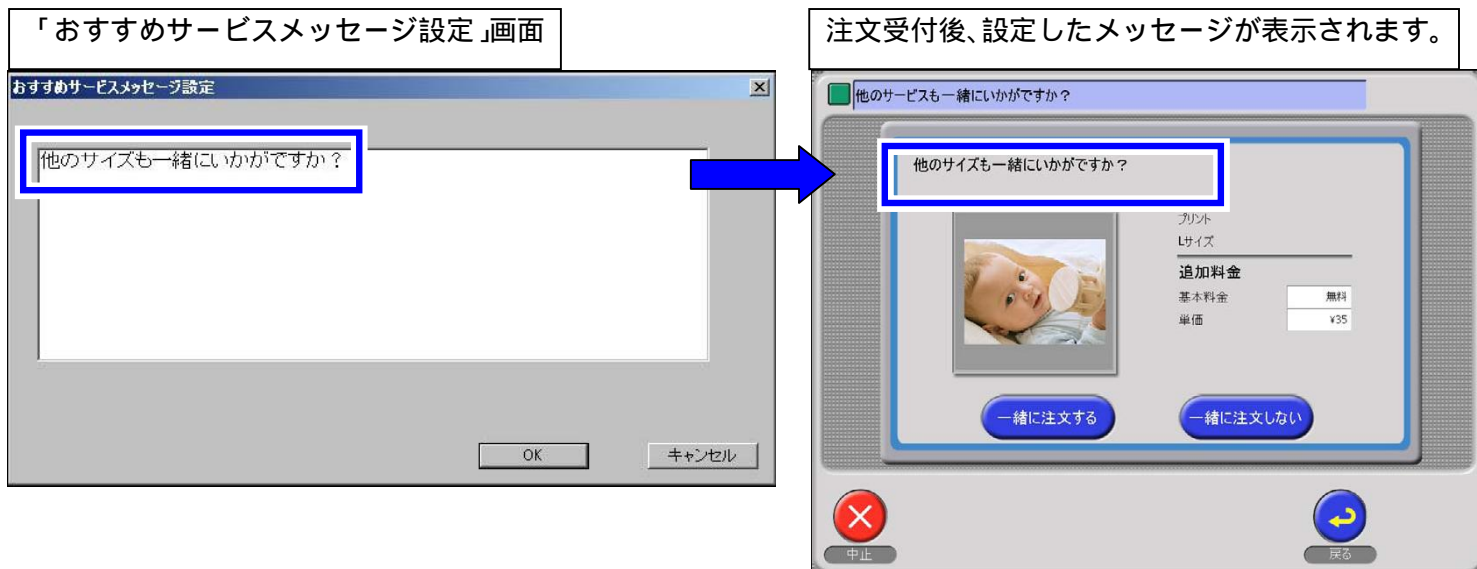 「おすすめサービスメッセージ設定」画面
おすすめサービスメッセージ設定
他のサイズも一緒にいかがですか？
OK
キャンセル
注文受付後、設定したメッセージが表示されます。
他のサービスも一緒にいかがですか？
他のサイズも一緒にいかがですか？
プリント
Lサイズ
追加料金
基本料金 無料
単価 ¥35
一緒に注文する
一緒に注文しない
中止
戻る